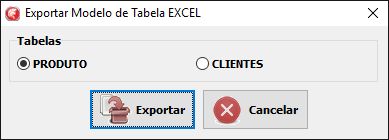 Exportar Modelo de Tabela EXCEL
Tabelas
PRODUTO CLIENTES
Exportar Cancelar